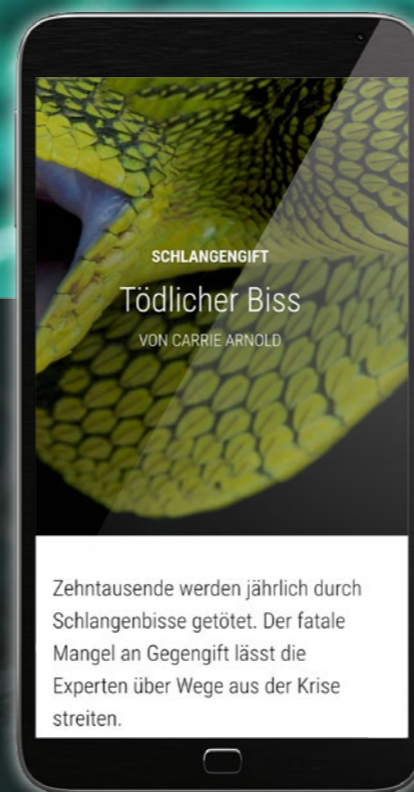 SCHLANGENGIFT
Tödlicher Biss
VON CARRIE ARNOLD
Zehntausende werden jährlich durch
Schlangenbisse getötet. Der fatale
Mangel an Gegengift lässt die
Experten über Wege aus der Krise
streiten.